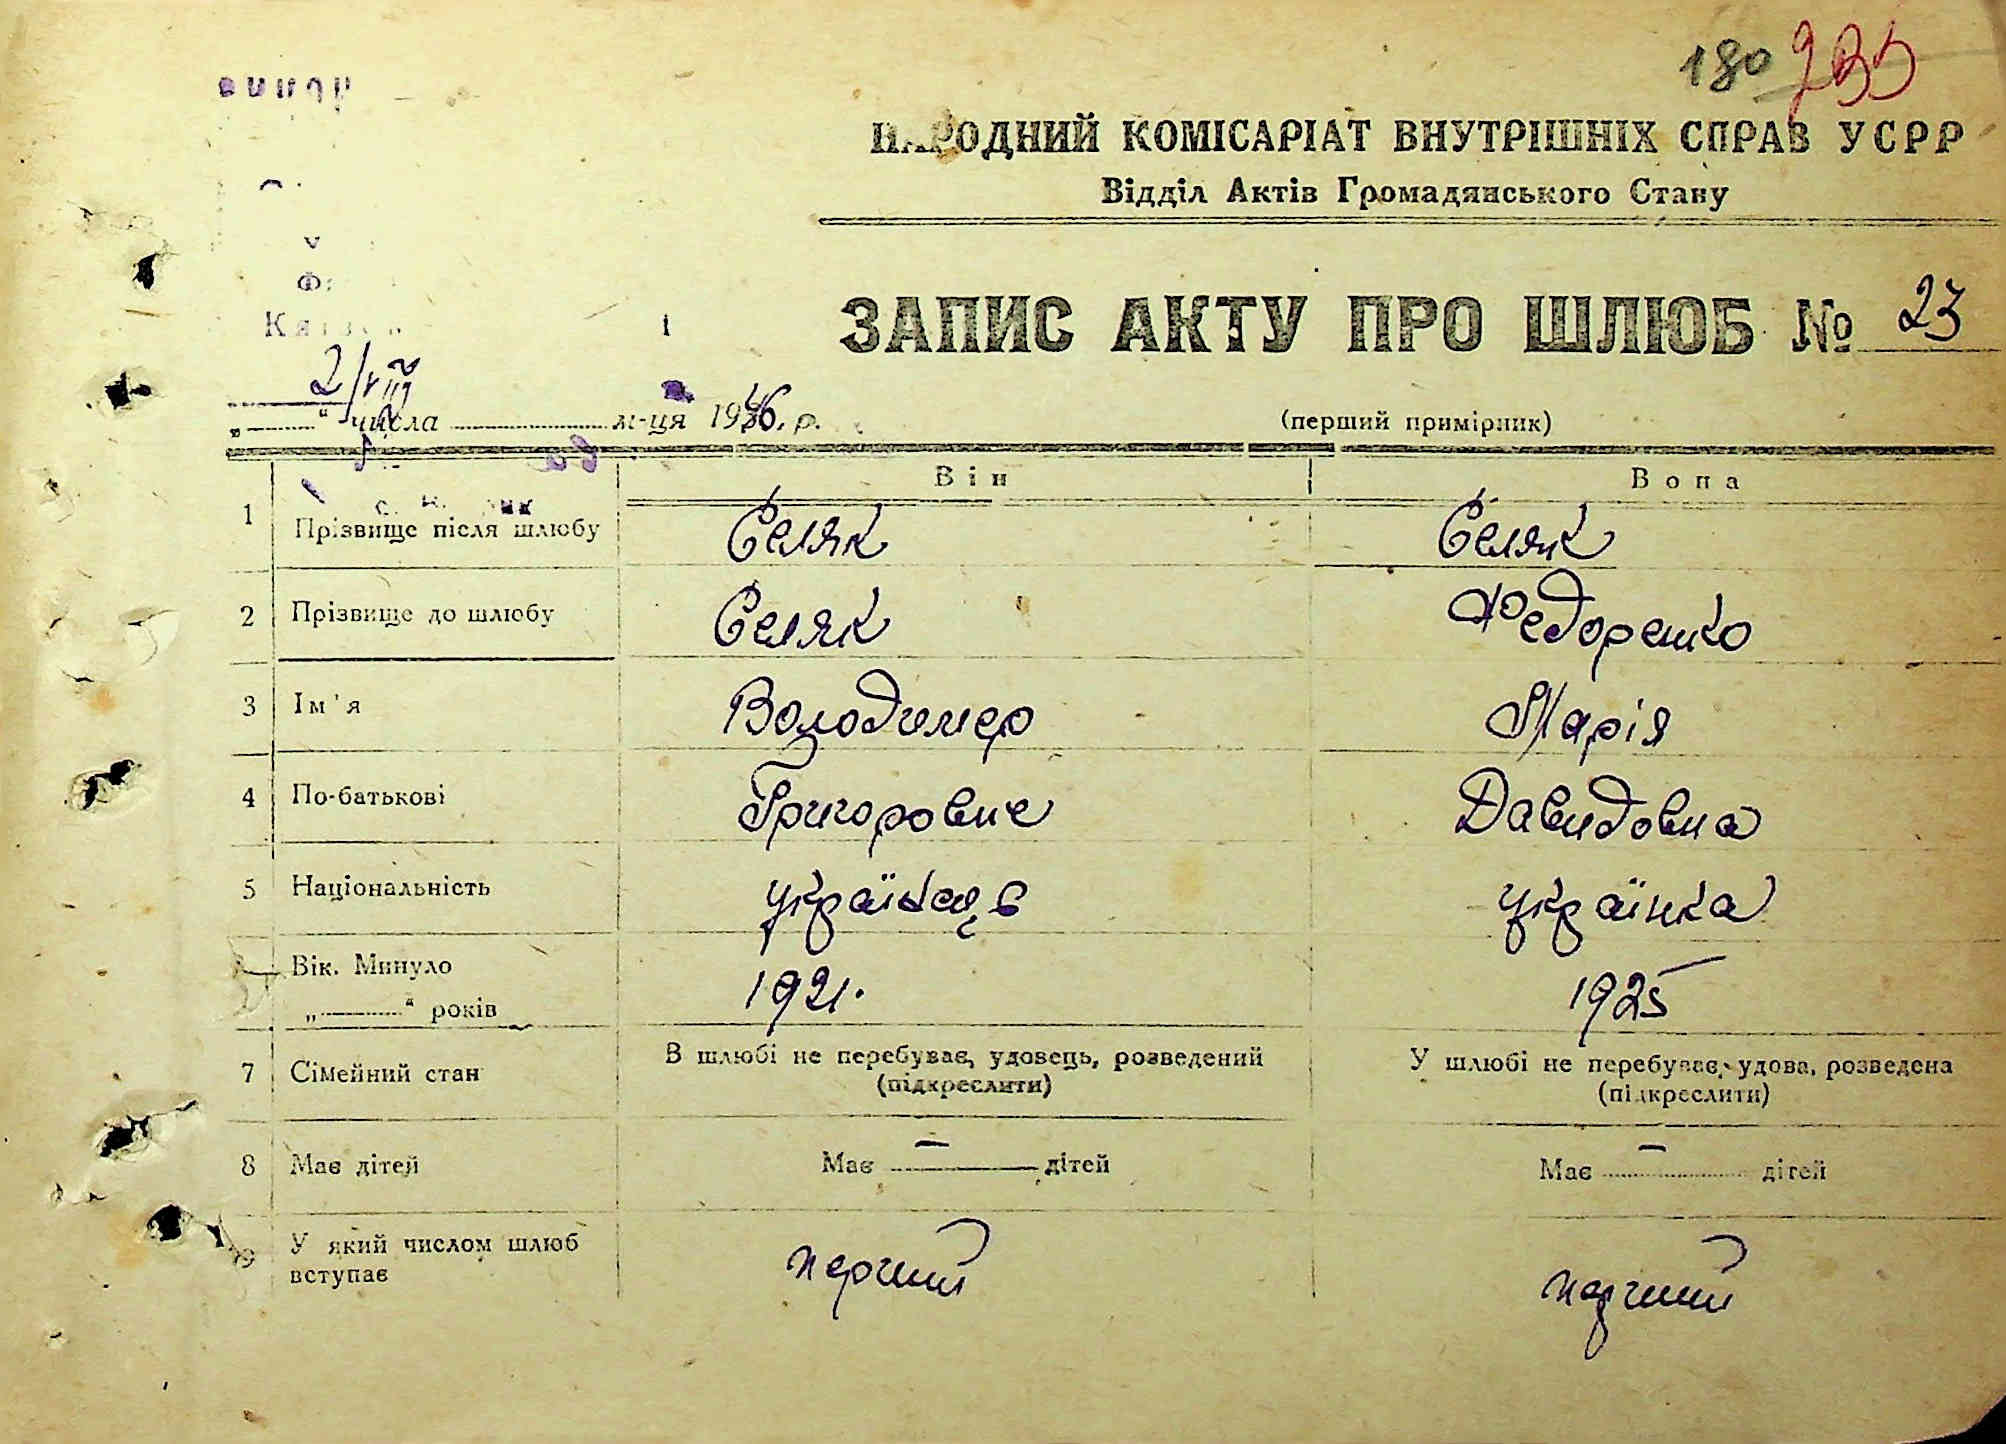 180 235
НАРОДНИЙ КОМІСАРІАТ ВНУТРІШНІХ СПРАВ УСРР
Відділ Актів Громадянського Стану
ЗАПИС АКТУ ПРО ШЛЮБ № 23
2/VIII
„ “ числа м-ця 1946. р.
(перший примірник)
Він Вона
1 Прізвище після шлюбу Селяк Селяк
2 Прізвище до шлюбу Селяк Федоренко
3 Ім'я Володимер Марія
4 По-батькові Григорович Давидовна
5 Національність українець українка
Вік. Минуло
„ “ років 1921. 1925
7 Сімейний стан В шлюбі не перебуває, удовець, розведений (підкреслити) У шлюбі не перебуває, удова, розведена (підкреслити)
8 Має дітей Має — дітей Має — дітей
9 У який числом шлюб вступає перший перший